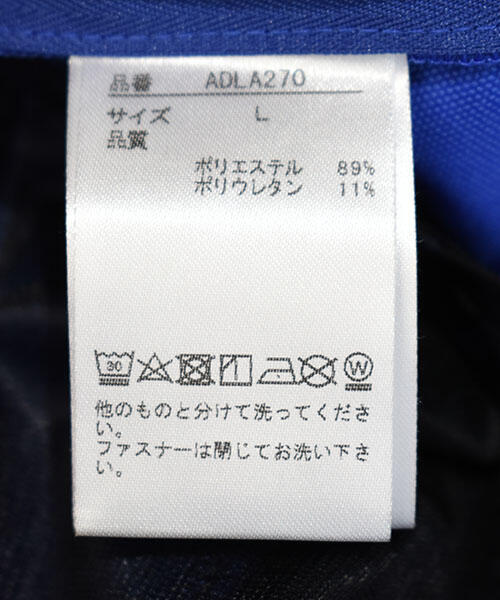 品番 ADLA270
サイズ L
品質
ポリエステル 89%
ポリウレタン 11%
30 W
他のものと分けて洗ってくださ
い。
ファスナーは閉じてお洗い下さ
い。